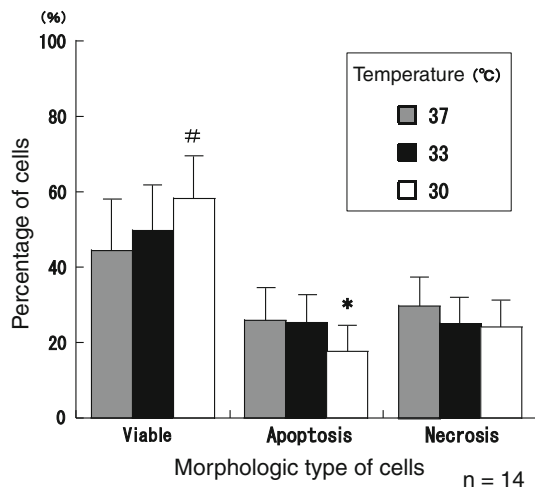 (%)
100
80
60
40
20
0
Percentage of cells
Temperature (℃)
37
33
30
#
*
Viable Apoptosis Necrosis
Morphologic type of cells
n = 14